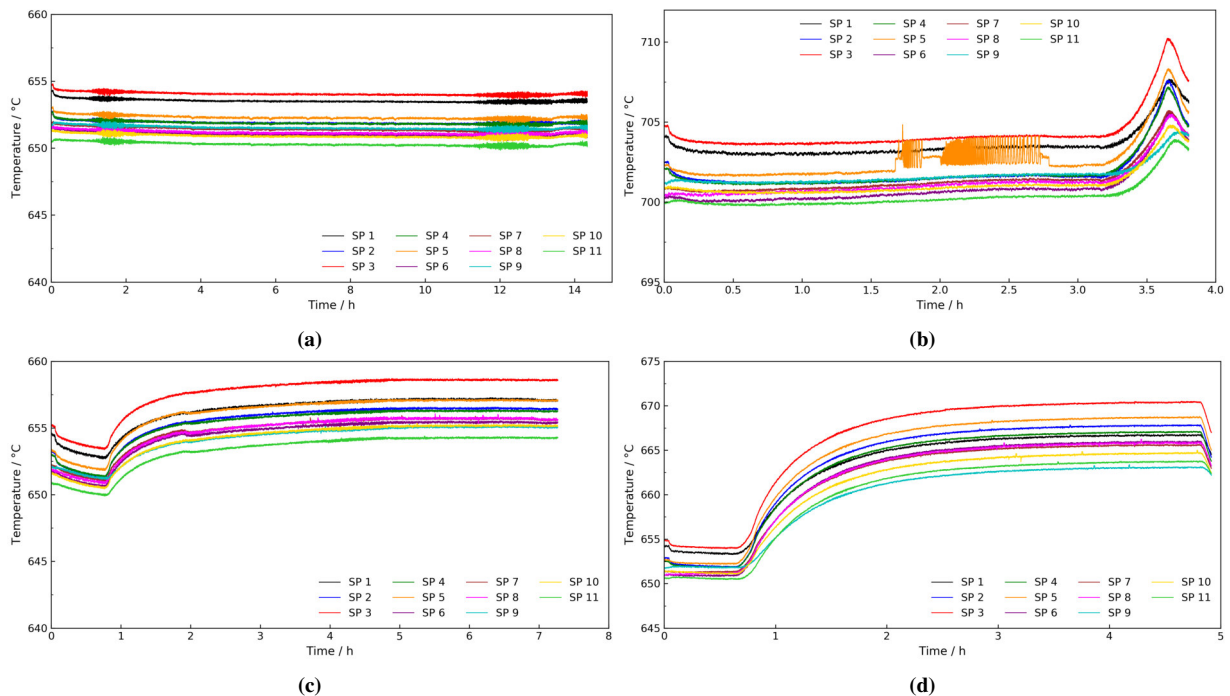 660
655
650
645
640
Temperature / °C
SP 1 SP 4 SP 7 SP 10
SP 2 SP 5 SP 8 SP 11
SP 3 SP 6 SP 9
0 2 4 6 8 10 12 14
Time / h
(a)
710
705
700
695
Temperature / °C
SP 1 SP 4 SP 7 SP 10
SP 2 SP 5 SP 8 SP 11
SP 3 SP 6 SP 9
0.0 0.5 1.0 1.5 2.0 2.5 3.0 3.5 4.0
Time / h
(b)
660
655
650
645
640
Temperature / °C
SP 1 SP 4 SP 7 SP 10
SP 2 SP 5 SP 8 SP 11
SP 3 SP 6 SP 9
0 1 2 3 4 5 6 7 8
Time / h
(c)
675
670
665
660
655
650
645
Temperature / °C
SP 1 SP 4 SP 7 SP 10
SP 2 SP 5 SP 8 SP 11
SP 3 SP 6 SP 9
0 1 2 3 4 5
Time / h
(d)